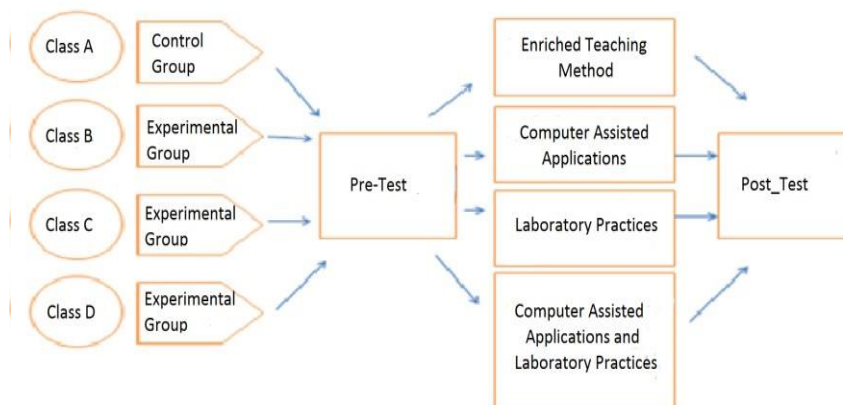 Class A
Control
Group
Class B
Experimental
Group
Class C
Experimental
Group
Class D
Experimental
Group
Pre-Test
Enriched Teaching
Method
Computer Assisted
Applications
Laboratory Practices
Computer Assisted
Applications and
Laboratory Practices
Post_Test